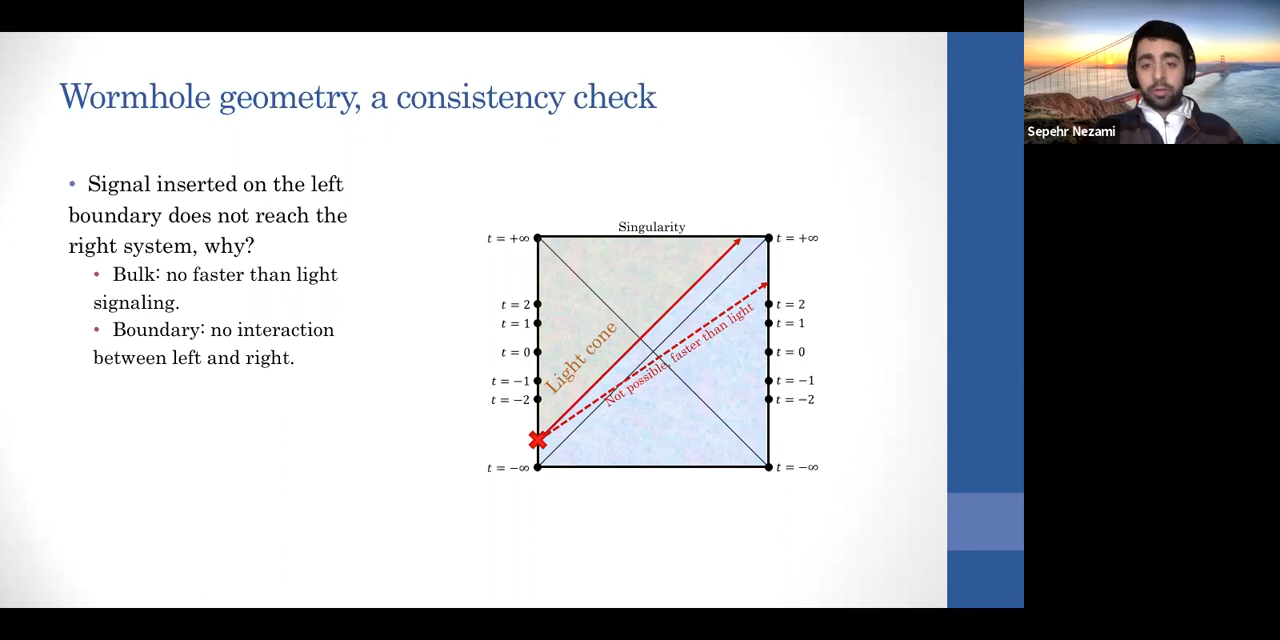 Wormhole geometry, a consistency check
• Signal inserted on the left
boundary does not reach the
right system, why?
• Bulk: no faster than light
signaling.
• Boundary: no interaction
between left and right.
Singularity
t = +∞
t = 2
t = 1
t = 0
t = −1
t = −2
t = −∞
Light cone
Not possible, faster than light
t = +∞
t = 2
t = 1
t = 0
t = −1
t = −2
t = −∞
Sepehr Nezami